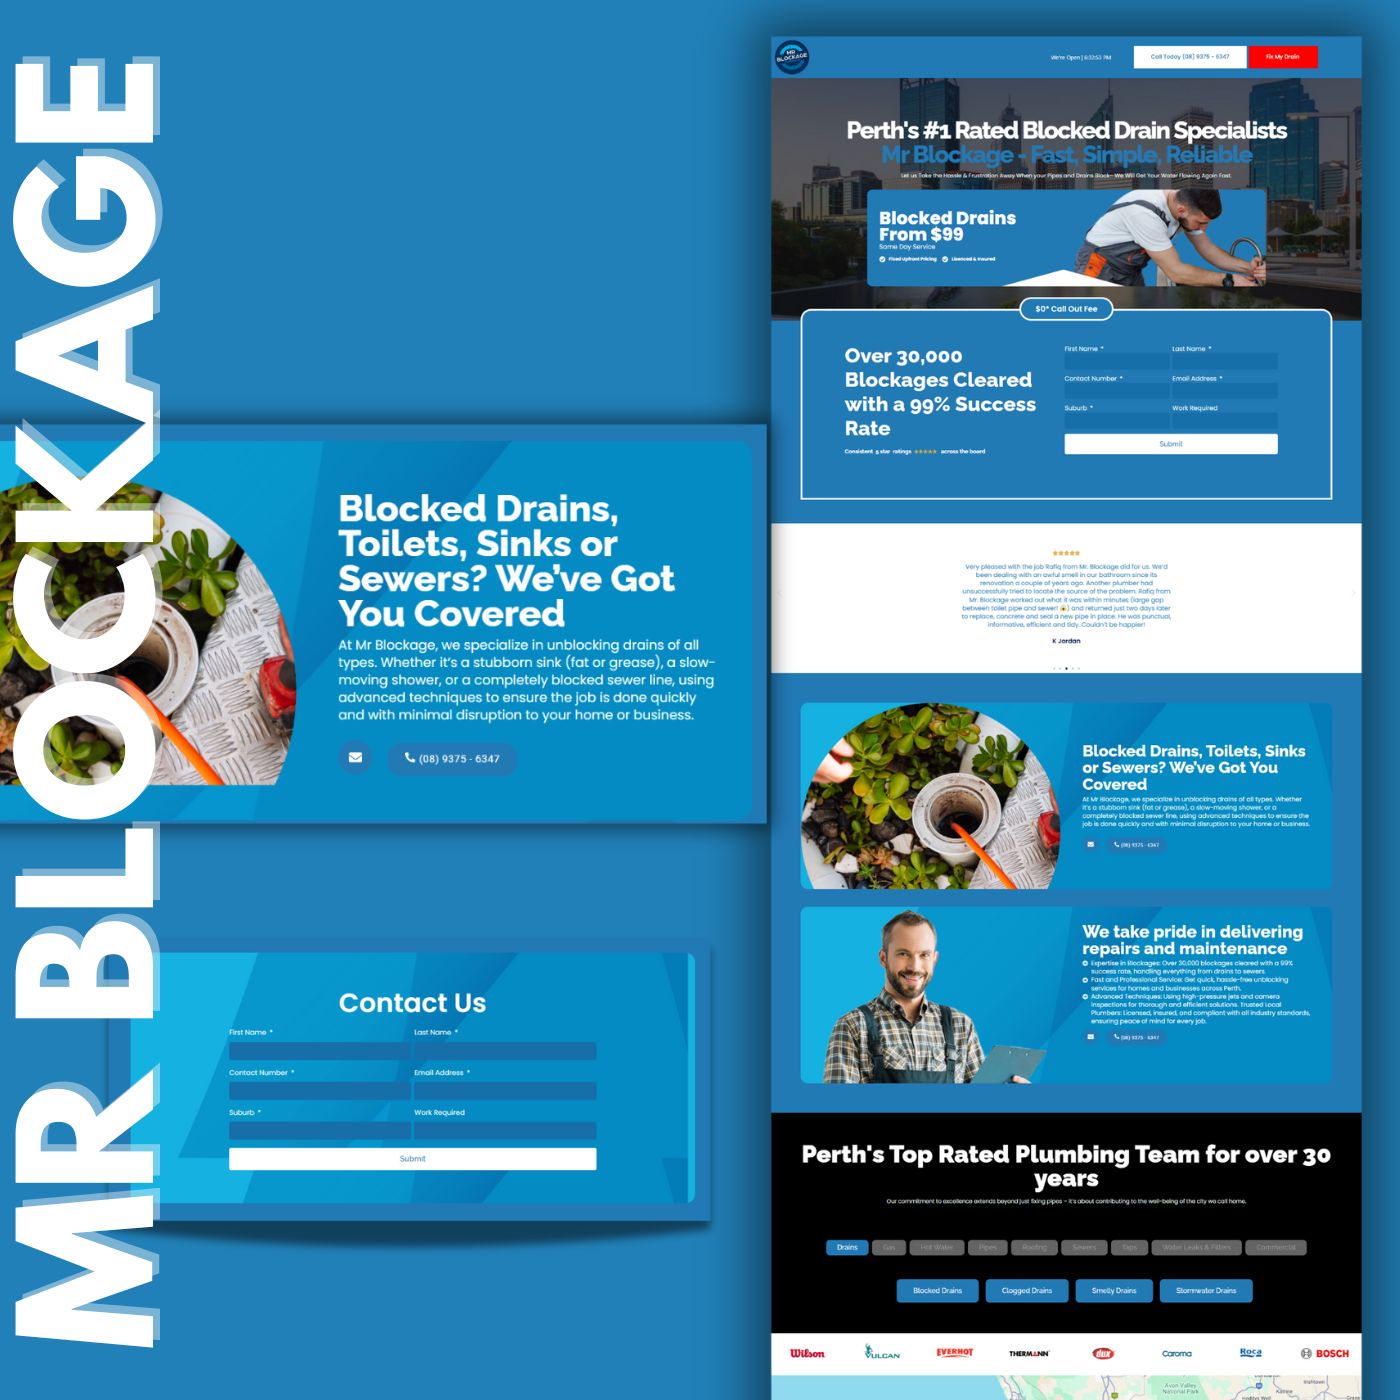 MR BLOCKAGE
Blocked Drains,
Toilets, Sinks or
Sewers? We've Got
You Covered
At Mr Blockage, we specialize in unblocking drains of all
types. Whether it's a stubborn sink (fat or grease), a slow-
moving shower, or a completely blocked sewer line, using
advanced techniques to ensure the job is done quickly
and with minimal disruption to your home or business.
(08) 9375 - 6347
Contact Us
First Name * Last Name *
Contact Number * Email Address *
Suburb * Work Required
Submit
MR
BLOCKAGE
We're Open | 6:32:53 PM
Call Today (08) 9375 - 6347
Fix My Drain
Perth's #1 Rated Blocked Drain Specialists
Mr Blockage - Fast, Simple, Reliable
Let us Take the Hassle & Frustration Away When your Pipes and Drains Block- We Will Get Your Water Flowing Again Fast.
Blocked Drains
From $99
Same Day Service
Fixed Upfront Pricing Licenced & Insured
$0* Call Out Fee
Over 30,000
Blockages Cleared
with a 99% Success
Rate
Consistent 5 star ratings ★★★★★ across the board
First Name * Last Name *
Contact Number * Email Address *
Suburb * Work Required
Submit
★★★★★
Very pleased with the job Rafiq from Mr. Blockage did for us. We'd
been dealing with an awful smell in our bathroom since its
renovation a couple of years ago. Another plumber had
unsuccessfully tried to locate the source of the problem. Rafiq from
Mr. Blockage worked out what it was within minutes (large gap
between toilet pipe and sewer! 😱) and returned just two days later
to replace, concrete and seal a new pipe in place. He was punctual,
informative, efficient and tidy. Couldn't be happier!
K Jordan
Blocked Drains, Toilets, Sinks
or Sewers? We've Got You
Covered
At Mr Blockage, we specialize in unblocking drains of all types. Whether
it's a stubborn sink (fat or grease), a slow-moving shower, or a
completely blocked sewer line, using advanced techniques to ensure the
job is done quickly and with minimal disruption to your home or business.
(08) 9375 - 6347
We take pride in delivering
repairs and maintenance
Expertise in Blockages: Over 30,000 blockages cleared with a 99%
success rate, handling everything from drains to sewers.
Fast and Professional Service: Get quick, hassle-free unblocking
services for homes and businesses across Perth.
Advanced Techniques: Using high-pressure jets and camera
inspections for thorough and efficient solutions. Trusted Local
Plumbers: Licensed, insured, and compliant with all industry standards,
ensuring peace of mind for every job.
(08) 9375 - 6347
Perth's Top Rated Plumbing Team for over 30
years
Our commitment to excellence extends beyond just fixing pipes – it's about contributing to the well-being of the city we call home.
Drains Gas Hot Water Pipes Roofing Sewers Taps Water Leaks & Filters Commercial
Blocked Drains Clogged Drains Smelly Drains Stormwater Drains
Wilson VULCAN EVERHOT THERMANN dux Caroma Roca BOSCH
Avon Valley
National Park